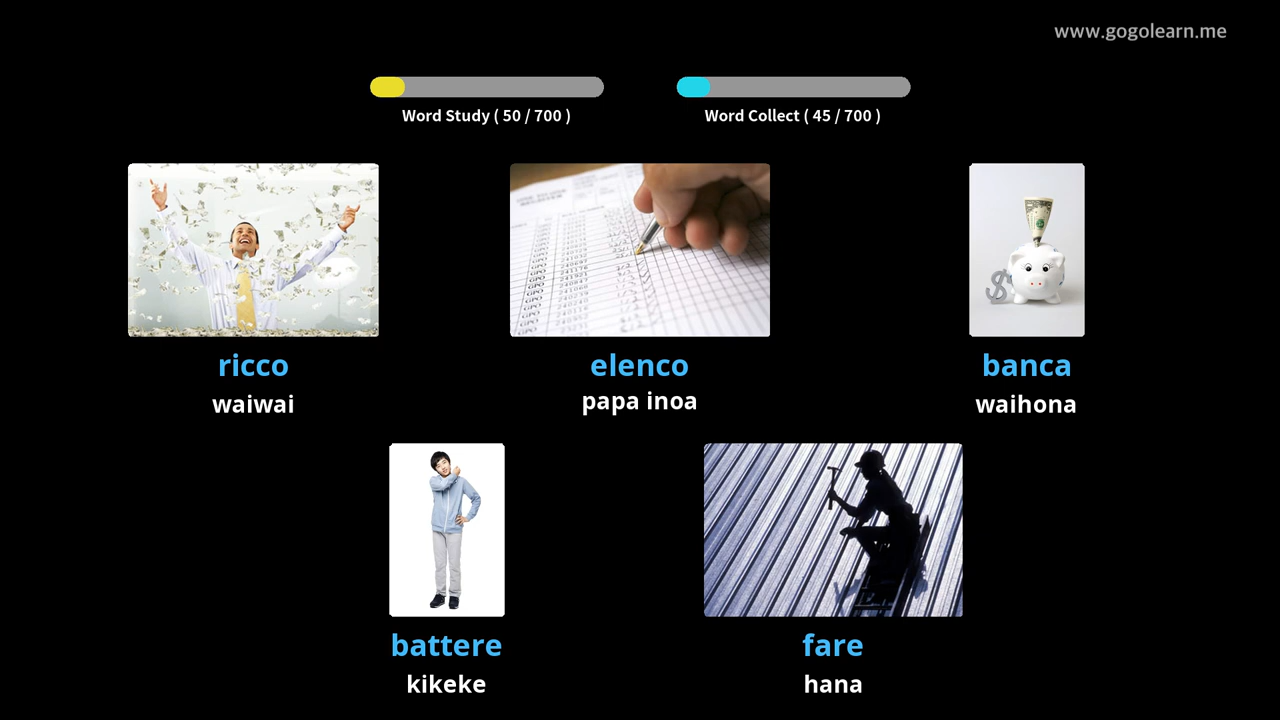 www.gogolearn.me
Word Study ( 50 / 700 )
Word Collect ( 45 / 700 )
ricco
waiwai
elenco
papa inoa
banca
waihona
battere
kikeke
fare
hana